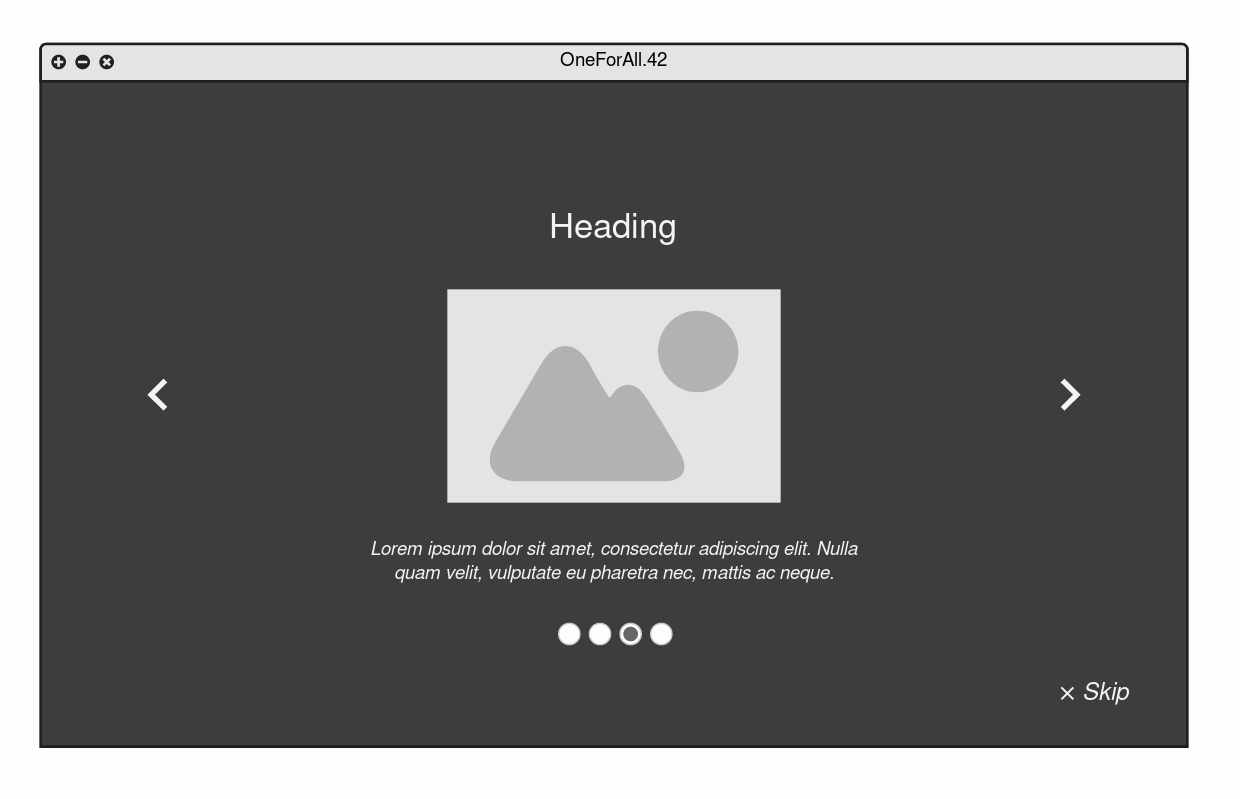 OneForAll.42
Heading
Lorem ipsum dolor sit amet, consectetur adipiscing elit. Nulla
quam velit, vulputate eu pharetra nec, mattis ac neque.
× Skip